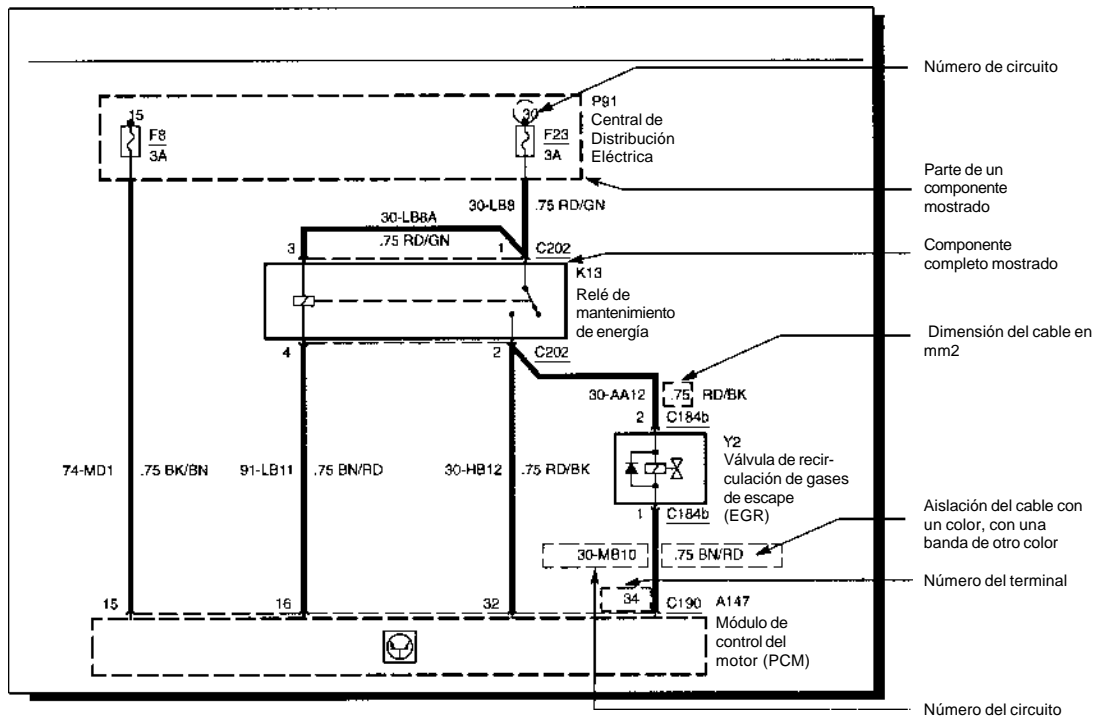 Número de circuito
15
30
P91
Central de
Distribución
Eléctrica
F8
3A
F23
3A
Parte de un
componente
mostrado
30-LB9
.75 RD/GN
30-LB8A
.75 RD/GN
3
1
C202
Componente
completo mostrado
K13
Relé de
mantenimiento
de energía
4
2
C202
Dimensión del cable en
mm2
30-AA12
.75
RD/BK
2
C184b
74-MD1
.75 BK/BN
91-LB11
.75 BN/RD
30-HB12
.75 RD/BK
Y2
Válvula de recir-
culación de gases
de escape
(EGR)
1
C184b
Aislación del cable con
un color, con una
banda de otro color
30-MB10
.75 BN/RD
Número del terminal
15
16
32
34
C190
A147
Módulo de
control del
motor (PCM)
Número del circuito